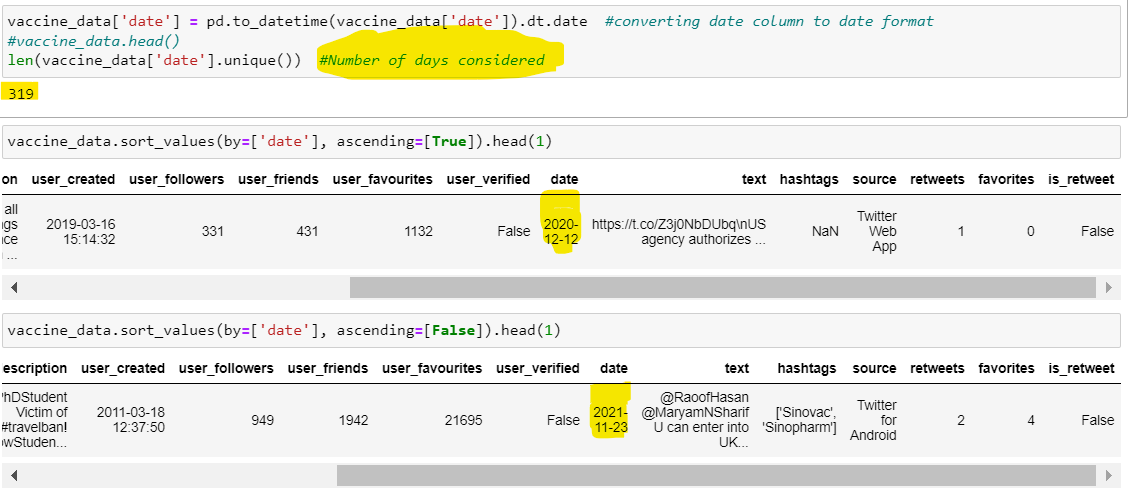 vaccine_data['date'] = pd.to_datetime(vaccine_data['date']).dt.date  #converting date column to date format
#vaccine_data.head()
len(vaccine_data['date'].unique())  #Number of days considered
319
vaccine_data.sort_values(by=['date'], ascending=[True]).head(1)
on user_created user_followers user_friends user_favourites user_verified date text hashtags source retweets favorites is_retweet
all
ngs
nce
...
2019-03-16
15:14:32
331 431 1132 False
2020-
12-12
https://t.co/Z3j0NbDUbq\nUS
agency authorizes ...
NaN
Twitter
Web
App
1 0 False
vaccine_data.sort_values(by=['date'], ascending=[False]).head(1)
escription user_created user_followers user_friends user_favourites user_verified date text hashtags source retweets favorites is_retweet
PhDStudent
Victim of
#travelban!
owStuden...
2011-03-18
12:37:50
949 1942 21695 False
2021-
11-23
@RaoofHasan
@MaryamNSharif
U can enter into
UK...
['Sinovac',
'Sinopharm']
Twitter
for
Android
2 4 False